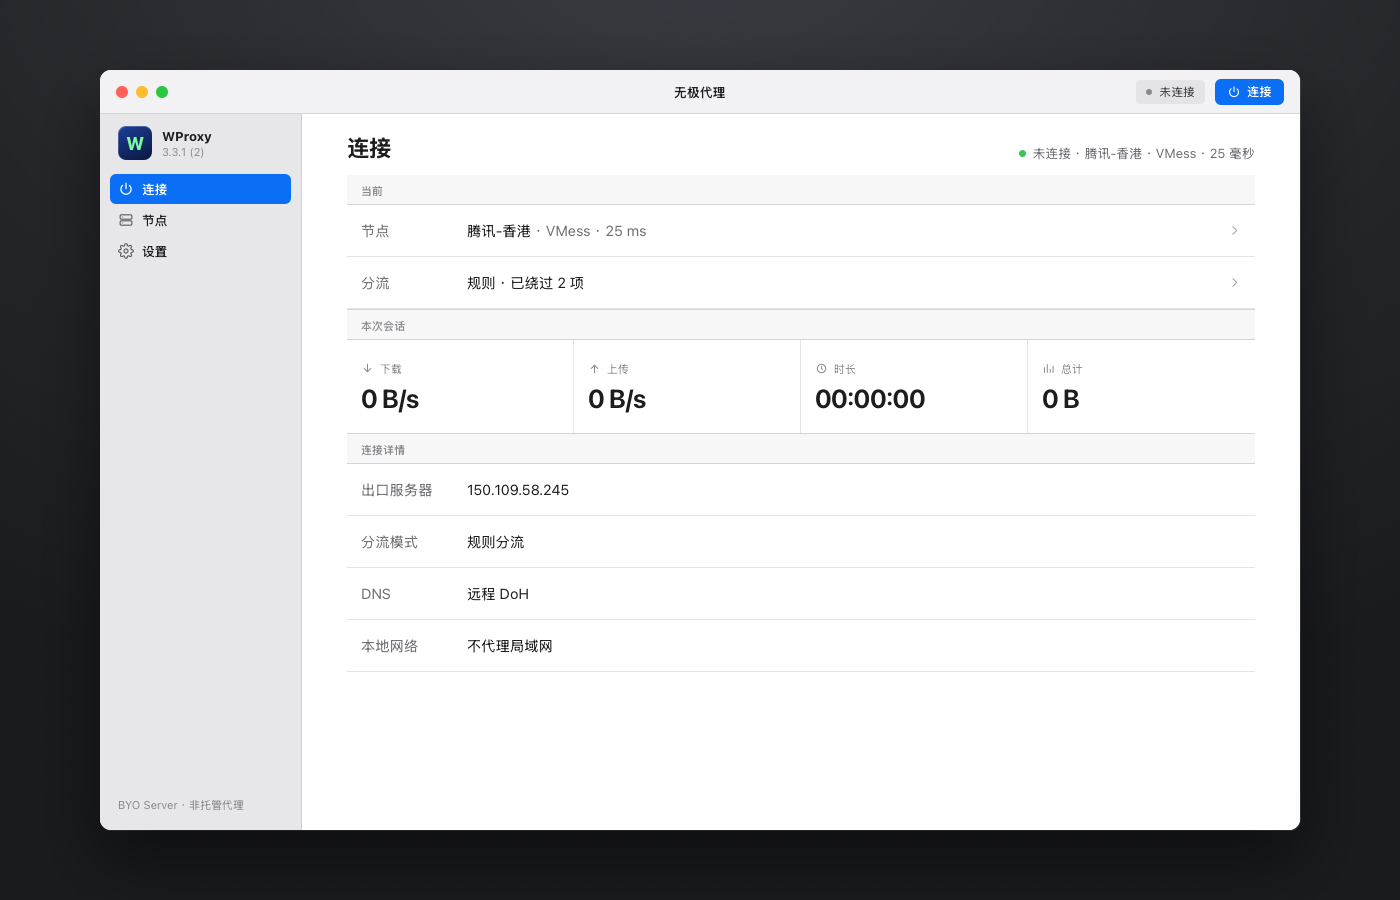 无极代理
未连接
连接
W
WProxy
3.3.1 (2)
连接
节点
设置
BYO Server · 非托管代理
连接
未连接 · 腾讯-香港 · VMess · 25 毫秒
当前
节点 腾讯-香港 · VMess · 25 ms
分流 规则 · 已绕过 2 项
本次会话
下载 上传 时长 总计
0 B/s 0 B/s 00:00:00 0 B
连接详情
出口服务器 150.109.58.245
分流模式 规则分流
DNS 远程 DoH
本地网络 不代理局域网